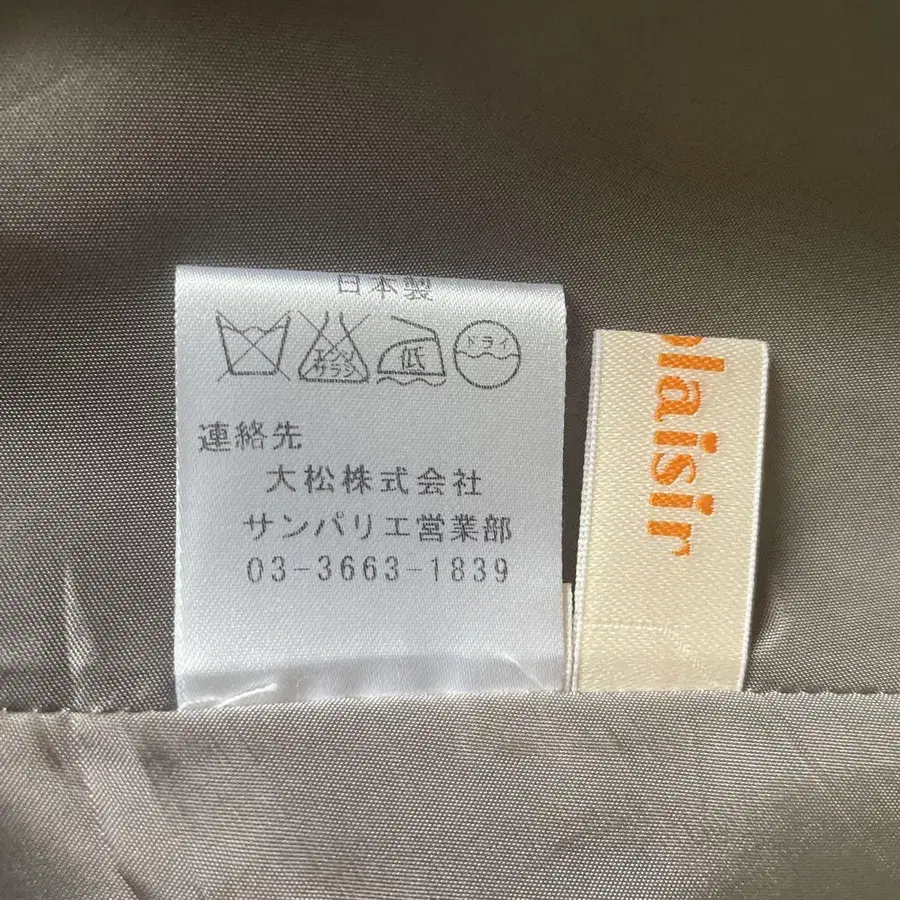 日本製
エンソ
サラシ
低
ドライ
連絡先
大松株式会社
サンパリエ営業部
03-3663-1839
plaisir